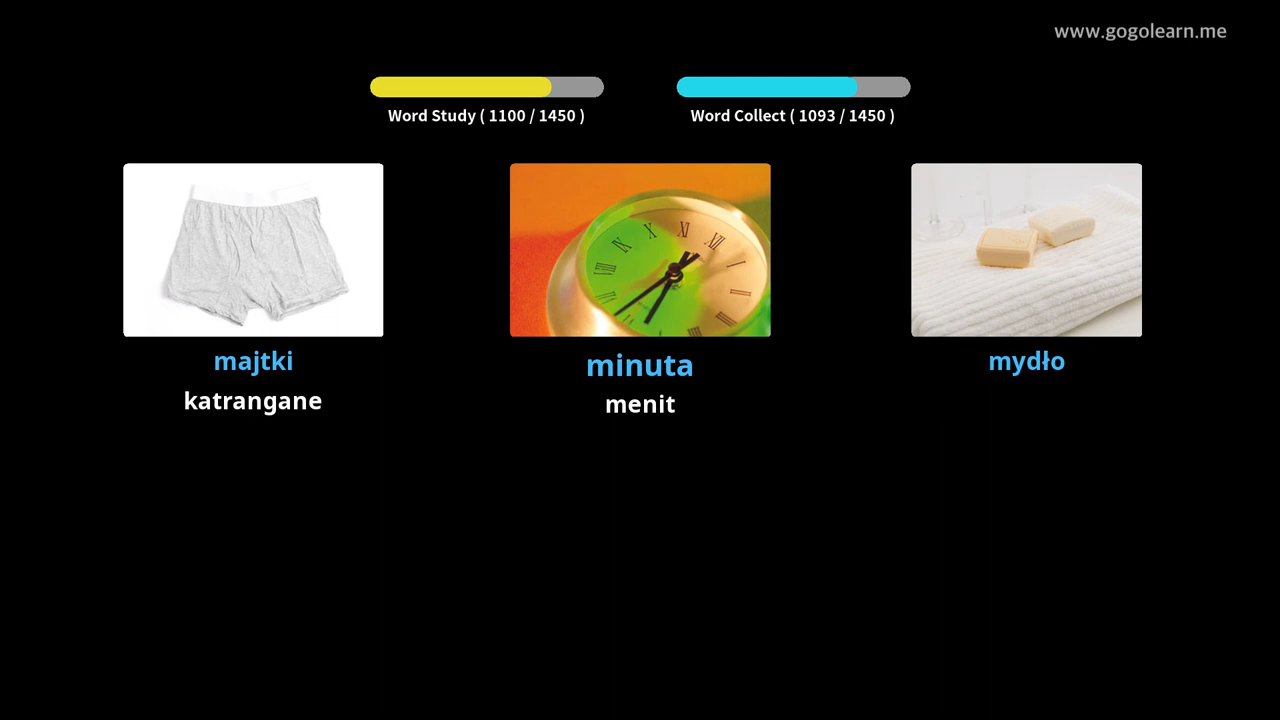 www.gogolearn.me
Word Study ( 1100 / 1450 )
Word Collect ( 1093 / 1450 )
majtki
minuta
mydło
katrangane
menit